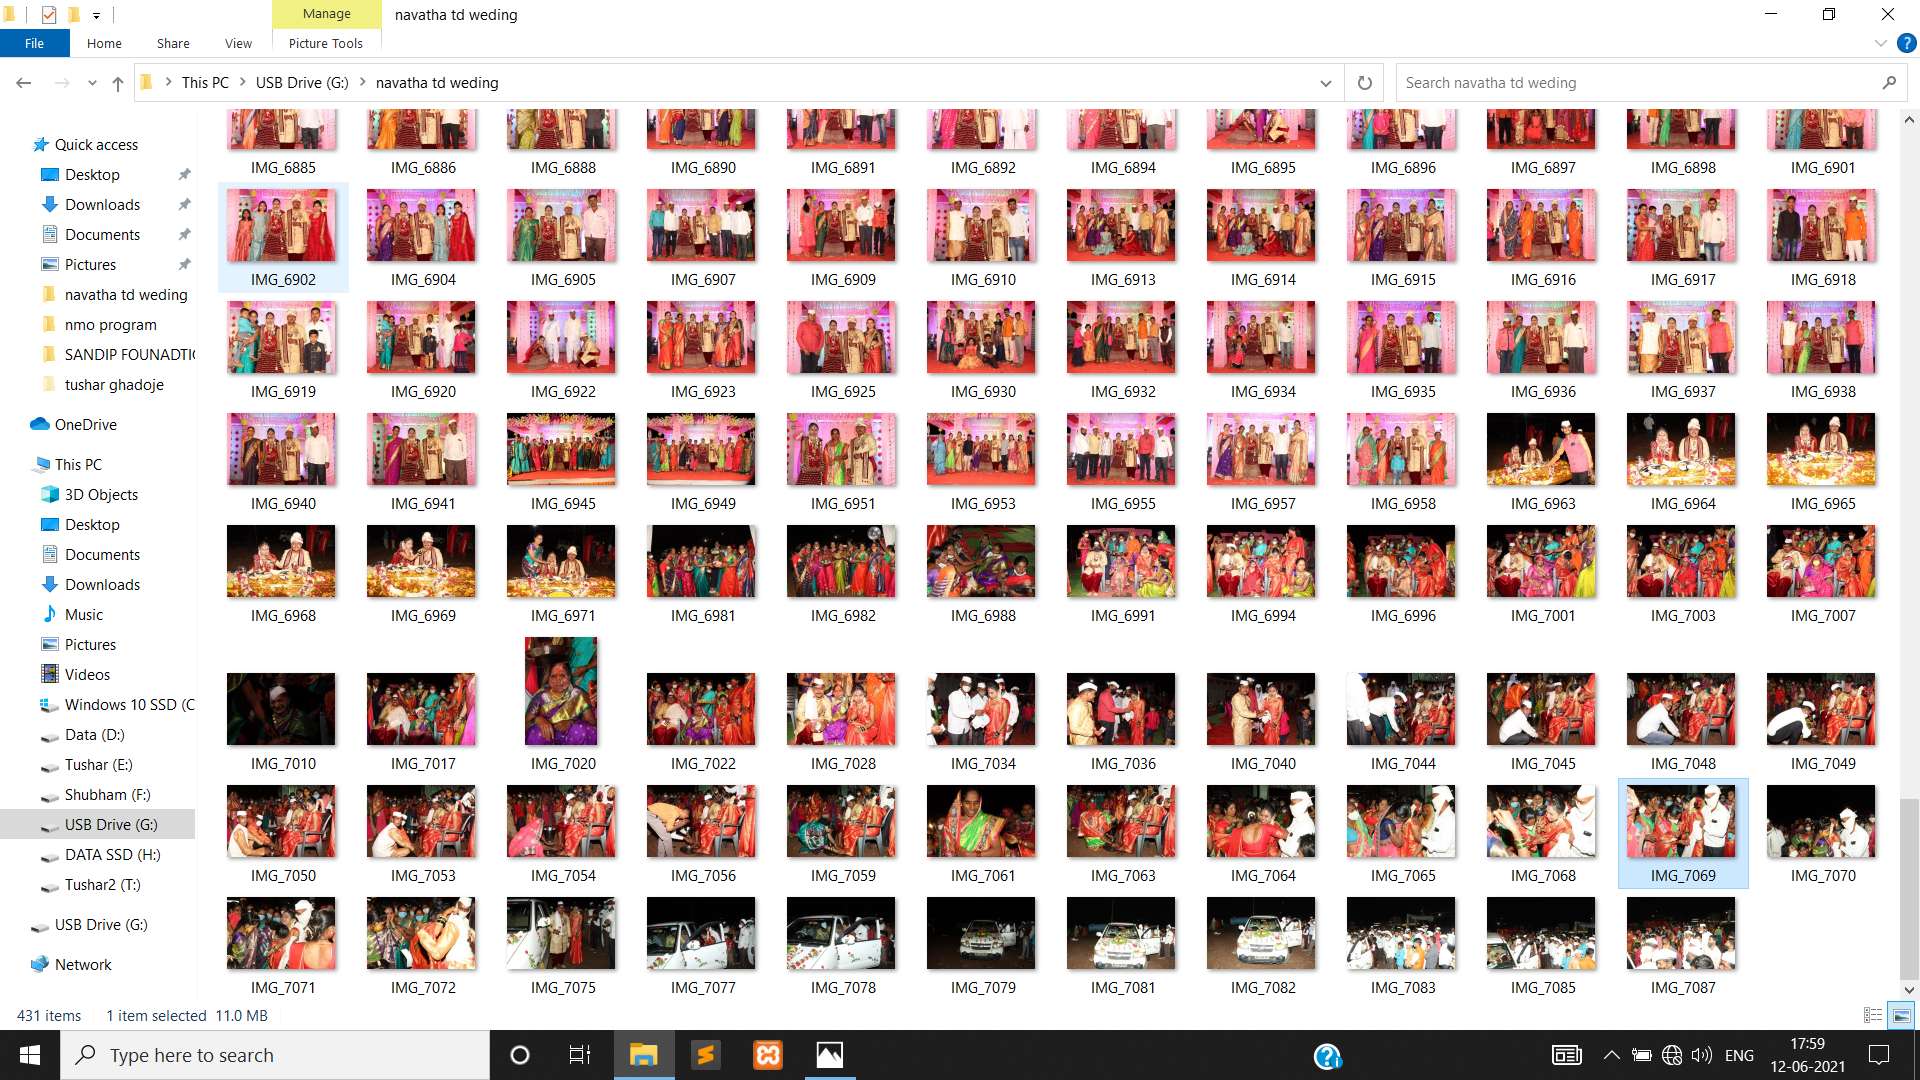 Manage
navatha td weding
File
Home
Share
View
Picture Tools
This PC
USB Drive (G:)
navatha td weding
Search navatha td weding
Quick access
Desktop
Downloads
Documents
Pictures
navatha td weding
nmo program
SANDIP FOUNADTI
tushar ghadoje
OneDrive
This PC
3D Objects
Desktop
Documents
Downloads
Music
Pictures
Videos
Windows 10 SSD (C
Data (D:)
Tushar (E:)
Shubham (F:)
USB Drive (G:)
DATA SSD (H:)
Tushar2 (T:)
USB Drive (G:)
Network
IMG_6885 IMG_6886 IMG_6888 IMG_6890 IMG_6891 IMG_6892 IMG_6894 IMG_6895 IMG_6896 IMG_6897 IMG_6898 IMG_6901
IMG_6902 IMG_6904 IMG_6905 IMG_6907 IMG_6909 IMG_6910 IMG_6913 IMG_6914 IMG_6915 IMG_6916 IMG_6917 IMG_6918
IMG_6919 IMG_6920 IMG_6922 IMG_6923 IMG_6925 IMG_6930 IMG_6932 IMG_6934 IMG_6935 IMG_6936 IMG_6937 IMG_6938
IMG_6940 IMG_6941 IMG_6945 IMG_6949 IMG_6951 IMG_6953 IMG_6955 IMG_6957 IMG_6958 IMG_6963 IMG_6964 IMG_6965
IMG_6968 IMG_6969 IMG_6971 IMG_6981 IMG_6982 IMG_6988 IMG_6991 IMG_6994 IMG_6996 IMG_7001 IMG_7003 IMG_7007
IMG_7010 IMG_7017 IMG_7020 IMG_7022 IMG_7028 IMG_7034 IMG_7036 IMG_7040 IMG_7044 IMG_7045 IMG_7048 IMG_7049
IMG_7050 IMG_7053 IMG_7054 IMG_7056 IMG_7059 IMG_7061 IMG_7063 IMG_7064 IMG_7065 IMG_7068 IMG_7069 IMG_7070
IMG_7071 IMG_7072 IMG_7075 IMG_7077 IMG_7078 IMG_7079 IMG_7081 IMG_7082 IMG_7083 IMG_7085 IMG_7087
431 items 1 item selected 11.0 MB
Type here to search
ENG
17:59
12-06-2021